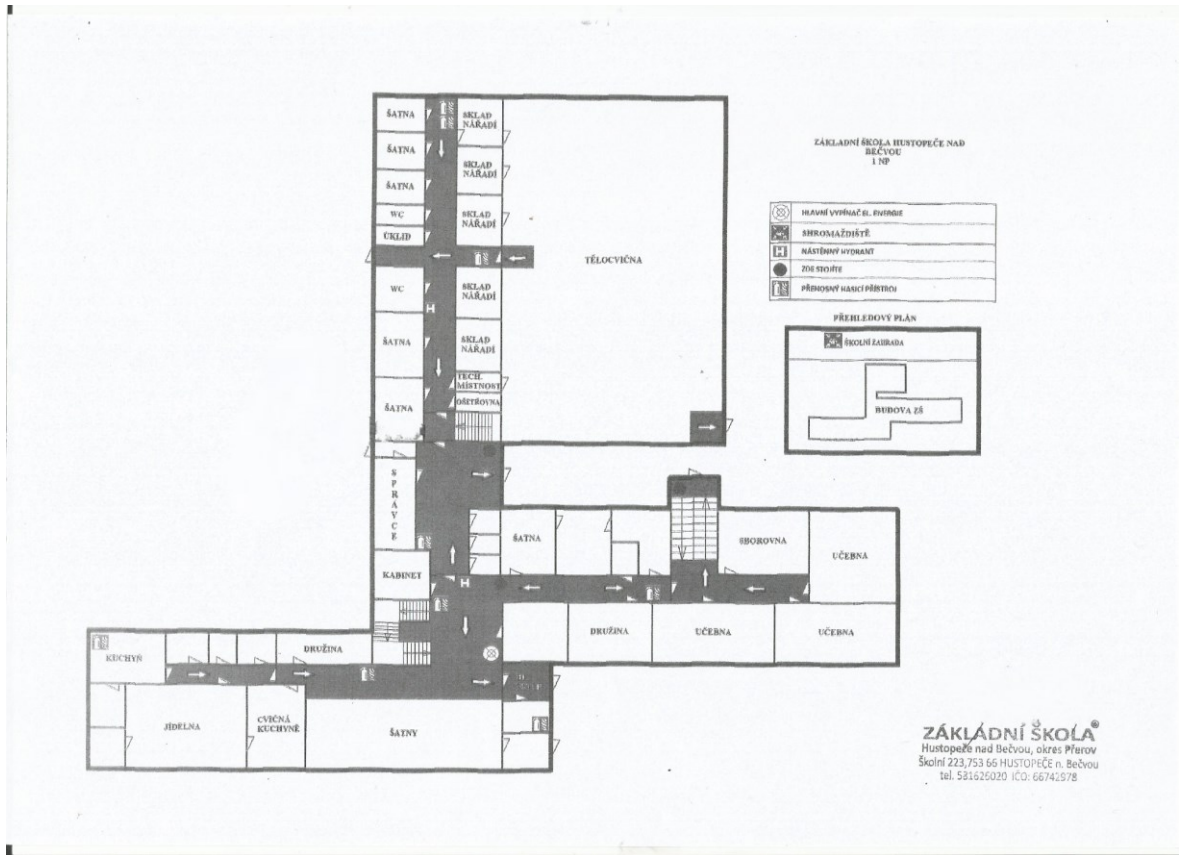 ZÁKLADNÍ ŠKOLA HUSTOPEČE NAD
BEČVOU
1 NP
HLAVNÍ VYPÍNAČ EL. ENERGIE
SHROMAŽDIŠTĚ
NÁSTĚNNÝ HYDRANT
H
ZDE STOJÍTE
PŘENOSNÝ HASICÍ PŘÍSTROJ
PŘEHLEDOVÝ PLÁN
ŠKOLNÍ ZAHRADA
BUDOVA ZŠ
ŠATNA
SKLAD
NÁŘADÍ
ŠATNA
SKLAD
NÁŘADÍ
ŠATNA
WC
SKLAD
NÁŘADÍ
ÚKLID
TĚLOCVIČNA
WC
SKLAD
NÁŘADÍ
H
ŠATNA
SKLAD
NÁŘADÍ
TECH.
MÍSTNOST
OŠETŘOVNA
ŠATNA
SPRÁVCE
ŠATNA
SBOROVNA
UČEBNA
KABINET
H
DRUŽINA
UČEBNA
UČEBNA
KUCHYŇ
DRUŽINA
JÍDELNA
CVIČNÁ
KUCHYNĚ
ŠATNY
ZÁKLADNÍ ŠKOLA
Hustopeče nad Bečvou, okres Přerov
Školní 223,753 66 HUSTOPEČE n. Bečvou
tel. 581625020 IČO: 66742978